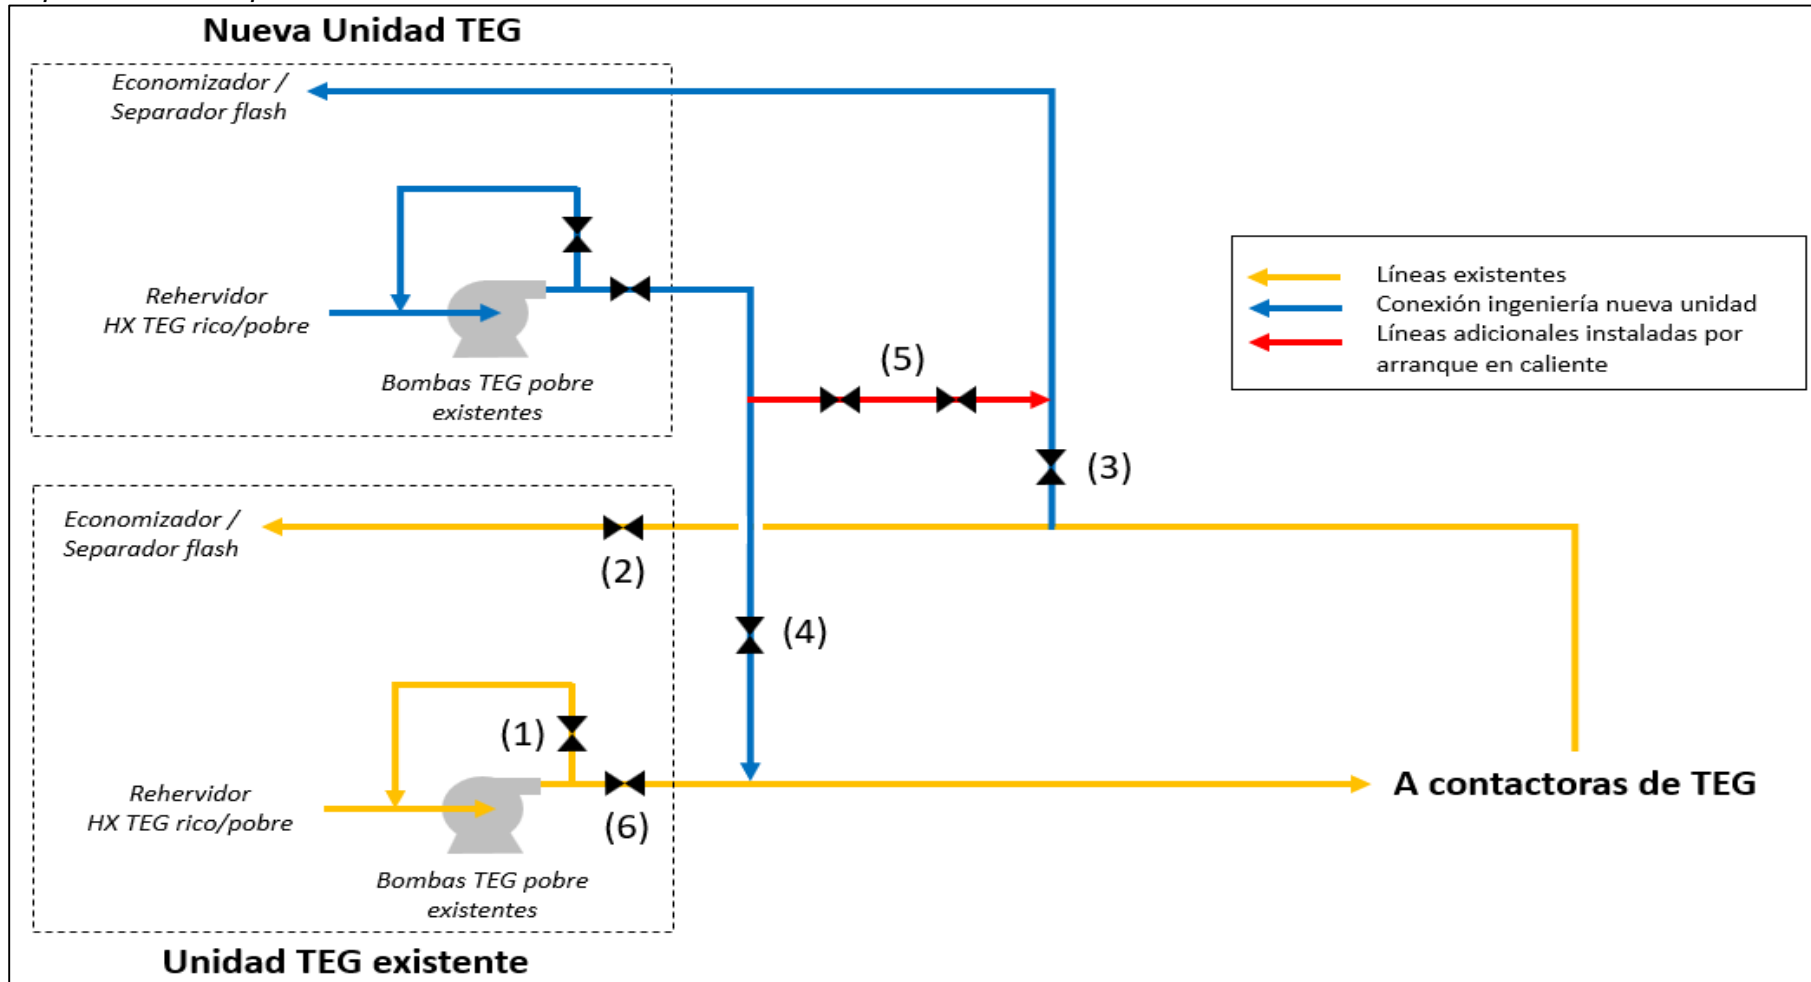 Nueva Unidad TEG
Economizador /
Separador flash
Rehervidor
HX TEG rico/pobre
Bombas TEG pobre
existentes
(5)
(3)
Líneas existentes
Conexión ingeniería nueva unidad
Líneas adicionales instaladas por
arranque en caliente
Economizador /
Separador flash
(2)
(4)
(1)
Rehervidor
HX TEG rico/pobre
(6)
A contactoras de TEG
Bombas TEG pobre
existentes
Unidad TEG existente